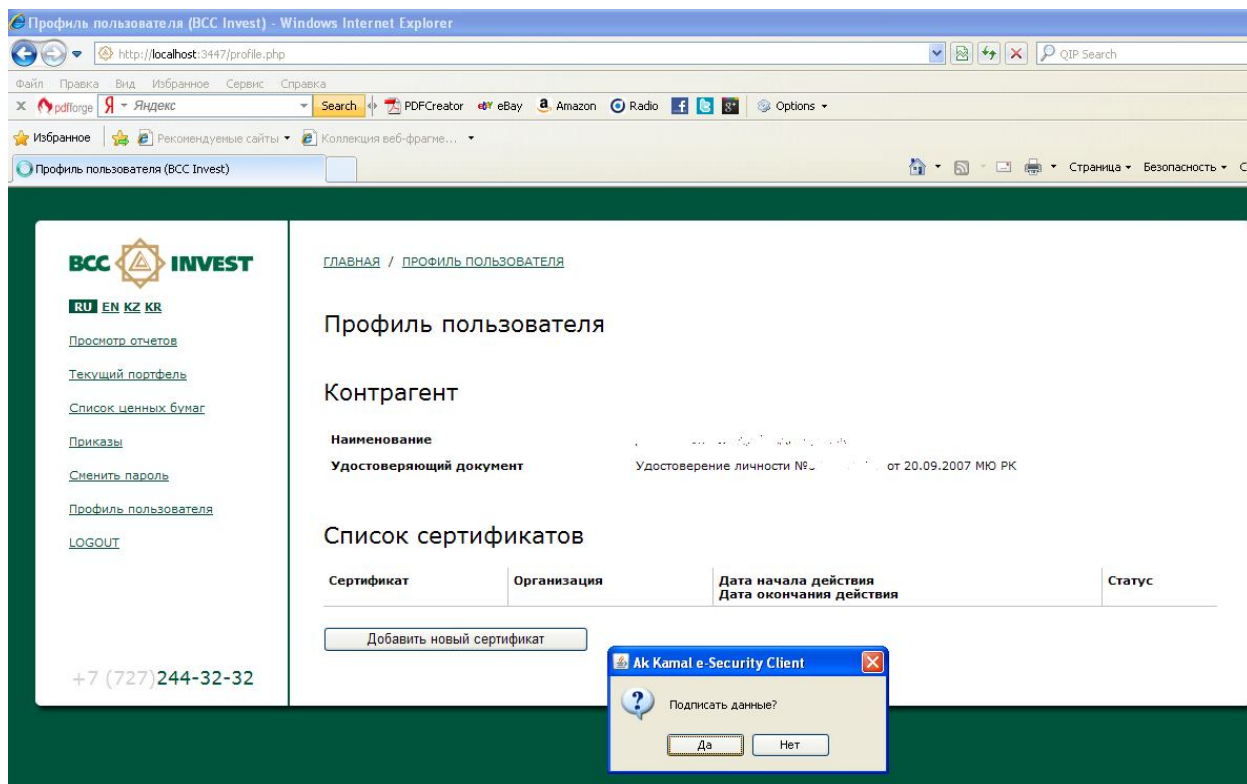 Профиль пользователя (BCC Invest) - Windows Internet Explorer
http://localhost:3447/profile.php
QIP Search
Файл Правка Вид Избранное Сервис Справка
x pdfforge Я Яндекс Search PDFCreator eBay Amazon Radio Options
Избранное Рекомендуемые сайты Коллекция веб-фрагме...
Профиль пользователя (BCC Invest) Страница Безопасность С
BCC INVEST
RU EN KZ KR
Просмотр отчетов
Текущий портфель
Список ценных бумаг
Приказы
Сменить пароль
Профиль пользователя
LOGOUT
+7 (727)244-32-32
ГЛАВНАЯ / ПРОФИЛЬ ПОЛЬЗОВАТЕЛЯ
Профиль пользователя
Контрагент
Наименование
Удостоверяющий документ Удостоверение личности № от 20.09.2007 МЮ РК
Список сертификатов
Сертификат Организация Дата начала действия Статус
Дата окончания действия
Добавить новый сертификат
Ak Kamal e-Security Client
Подписать данные?
Да Нет